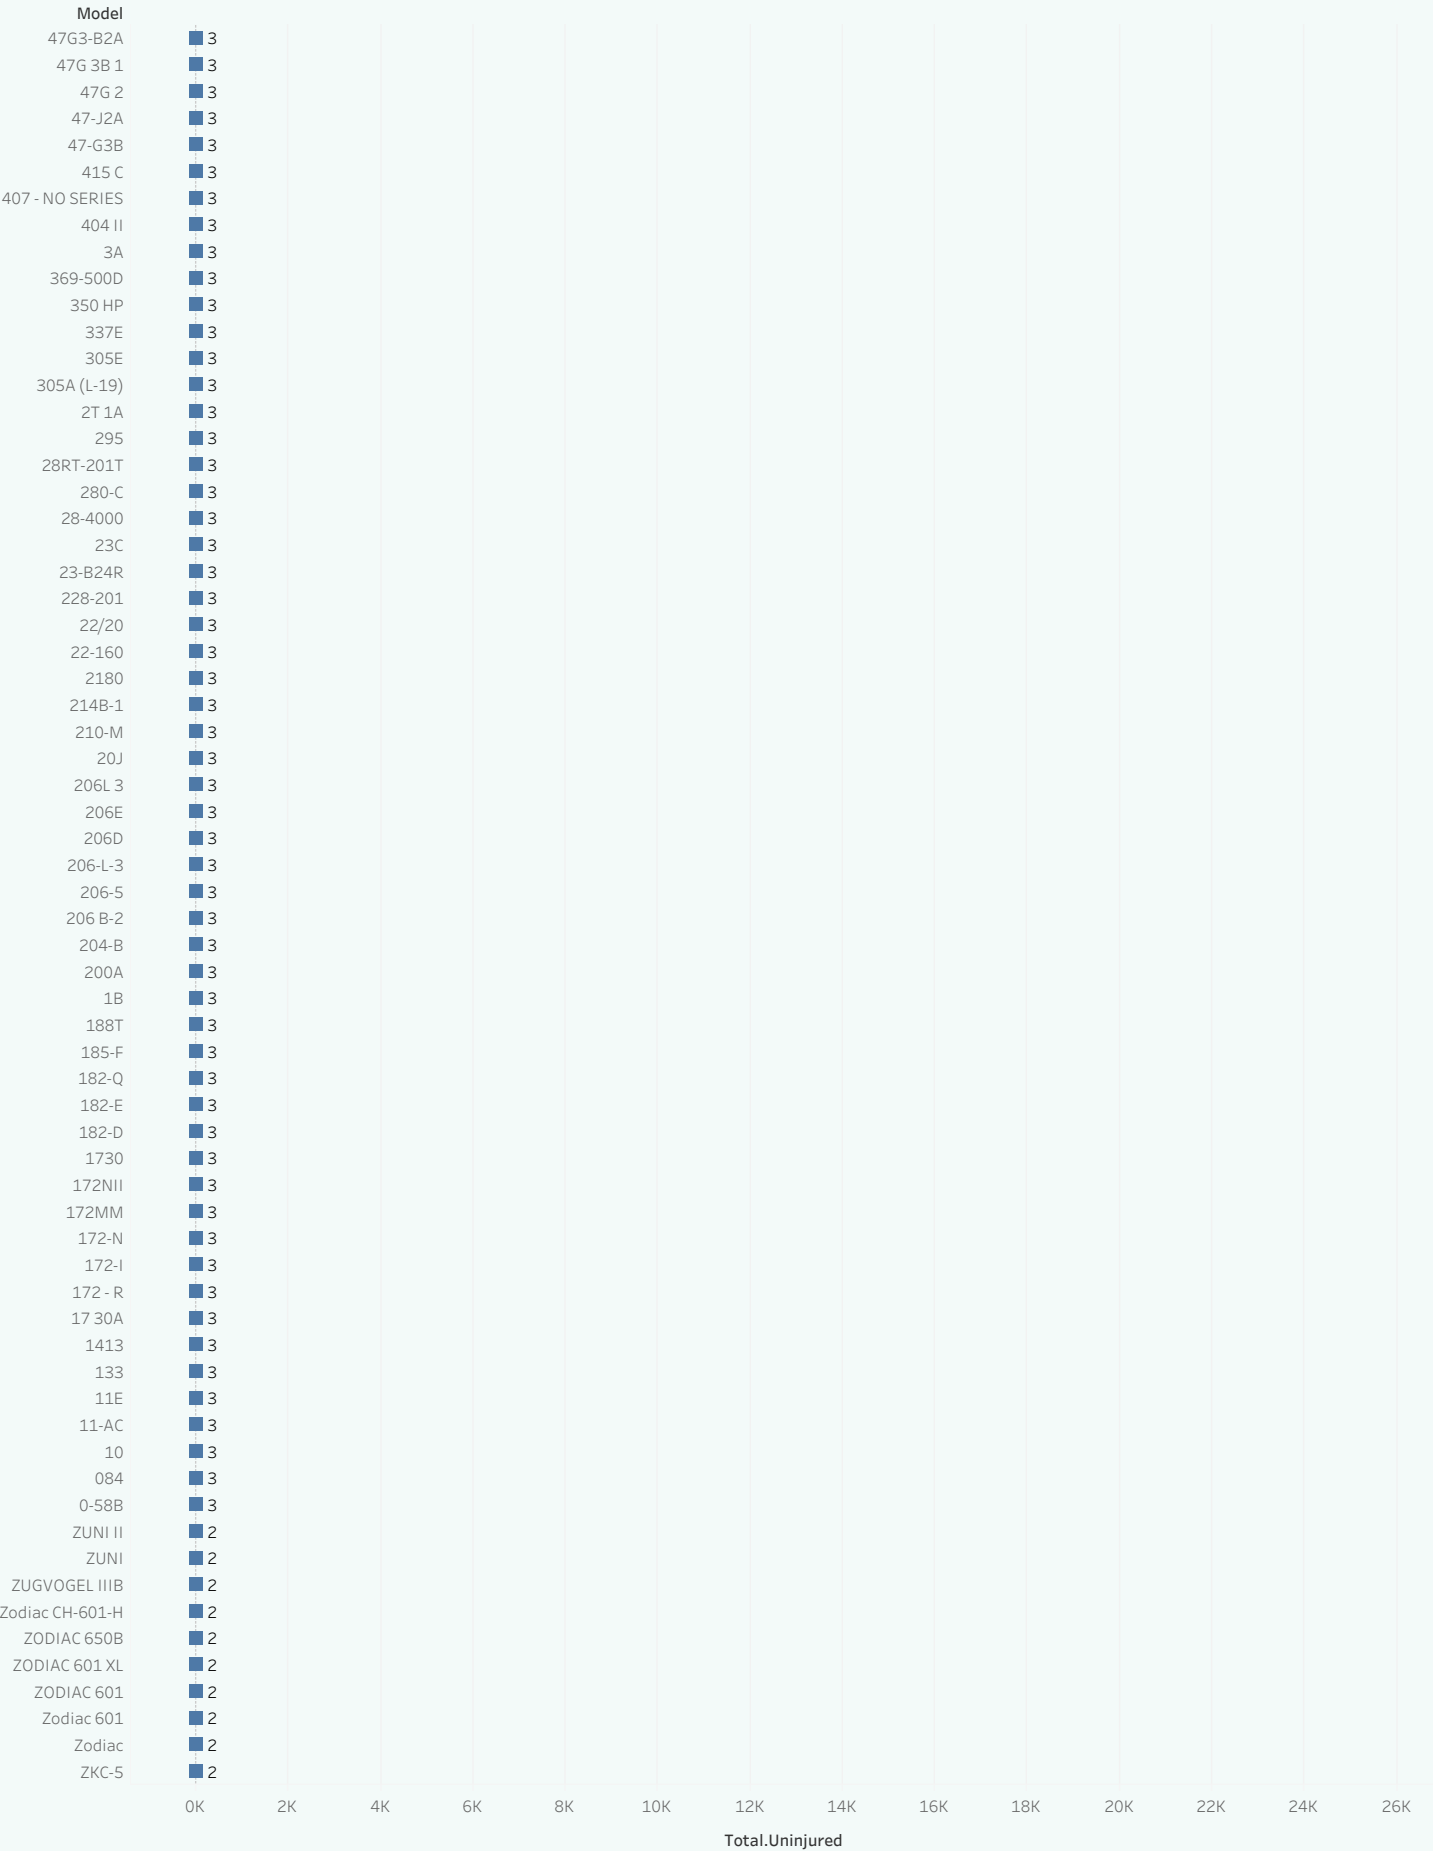 Model
47G3-B2A 3
47G 3B 1 3
47G 2 3
47-J2A 3
47-G3B 3
415 C 3
407 - NO SERIES 3
404 II 3
3A 3
369-500D 3
350 HP 3
337E 3
305E 3
305A (L-19) 3
2T 1A 3
295 3
28RT-201T 3
280-C 3
28-4000 3
23C 3
23-B24R 3
228-201 3
22/20 3
22-160 3
2180 3
214B-1 3
210-M 3
20J 3
206L 3 3
206E 3
206D 3
206-L-3 3
206-5 3
206 B-2 3
204-B 3
200A 3
1B 3
188T 3
185-F 3
182-Q 3
182-E 3
182-D 3
1730 3
172NII 3
172MM 3
172-N 3
172-I 3
172 - R 3
17 30A 3
1413 3
133 3
11E 3
11-AC 3
10 3
084 3
0-58B 3
ZUNI II 2
ZUNI 2
ZUGVOGEL IIIB 2
Zodiac CH-601-H 2
ZODIAC 650B 2
ZODIAC 601 XL 2
ZODIAC 601 2
Zodiac 601 2
Zodiac 2
ZKC-5 2
0K 2K 4K 6K 8K 10K 12K 14K 16K 18K 20K 22K 24K 26K
Total.Uninjured